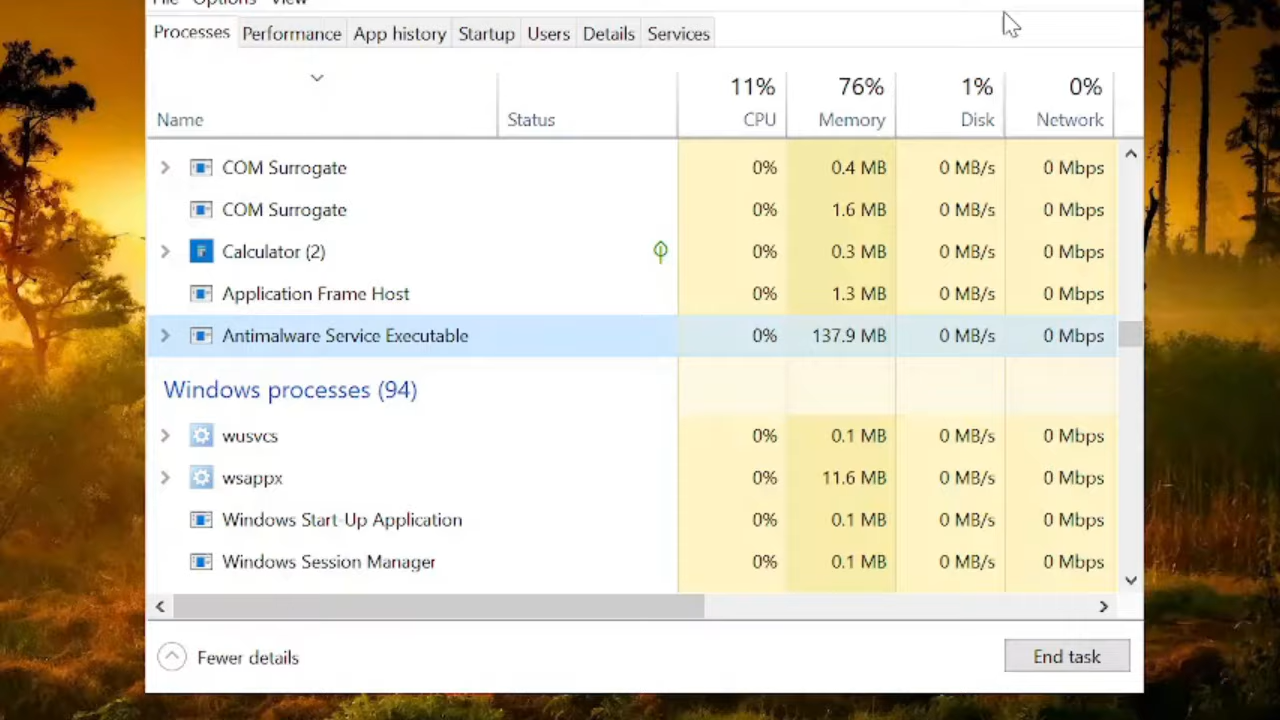 File Options View
Processes Performance App history Startup Users Details Services
11% 76% 1% 0%
Name Status CPU Memory Disk Network
COM Surrogate 0% 0.4 MB 0 MB/s 0 Mbps
COM Surrogate 0% 1.6 MB 0 MB/s 0 Mbps
Calculator (2) 0% 0.3 MB 0 MB/s 0 Mbps
Application Frame Host 0% 1.3 MB 0 MB/s 0 Mbps
Antimalware Service Executable 0% 137.9 MB 0 MB/s 0 Mbps
Windows processes (94)
wusvcs 0% 0.1 MB 0 MB/s 0 Mbps
wsappx 0% 11.6 MB 0 MB/s 0 Mbps
Windows Start-Up Application 0% 0.1 MB 0 MB/s 0 Mbps
Windows Session Manager 0% 0.1 MB 0 MB/s 0 Mbps
Fewer details End task